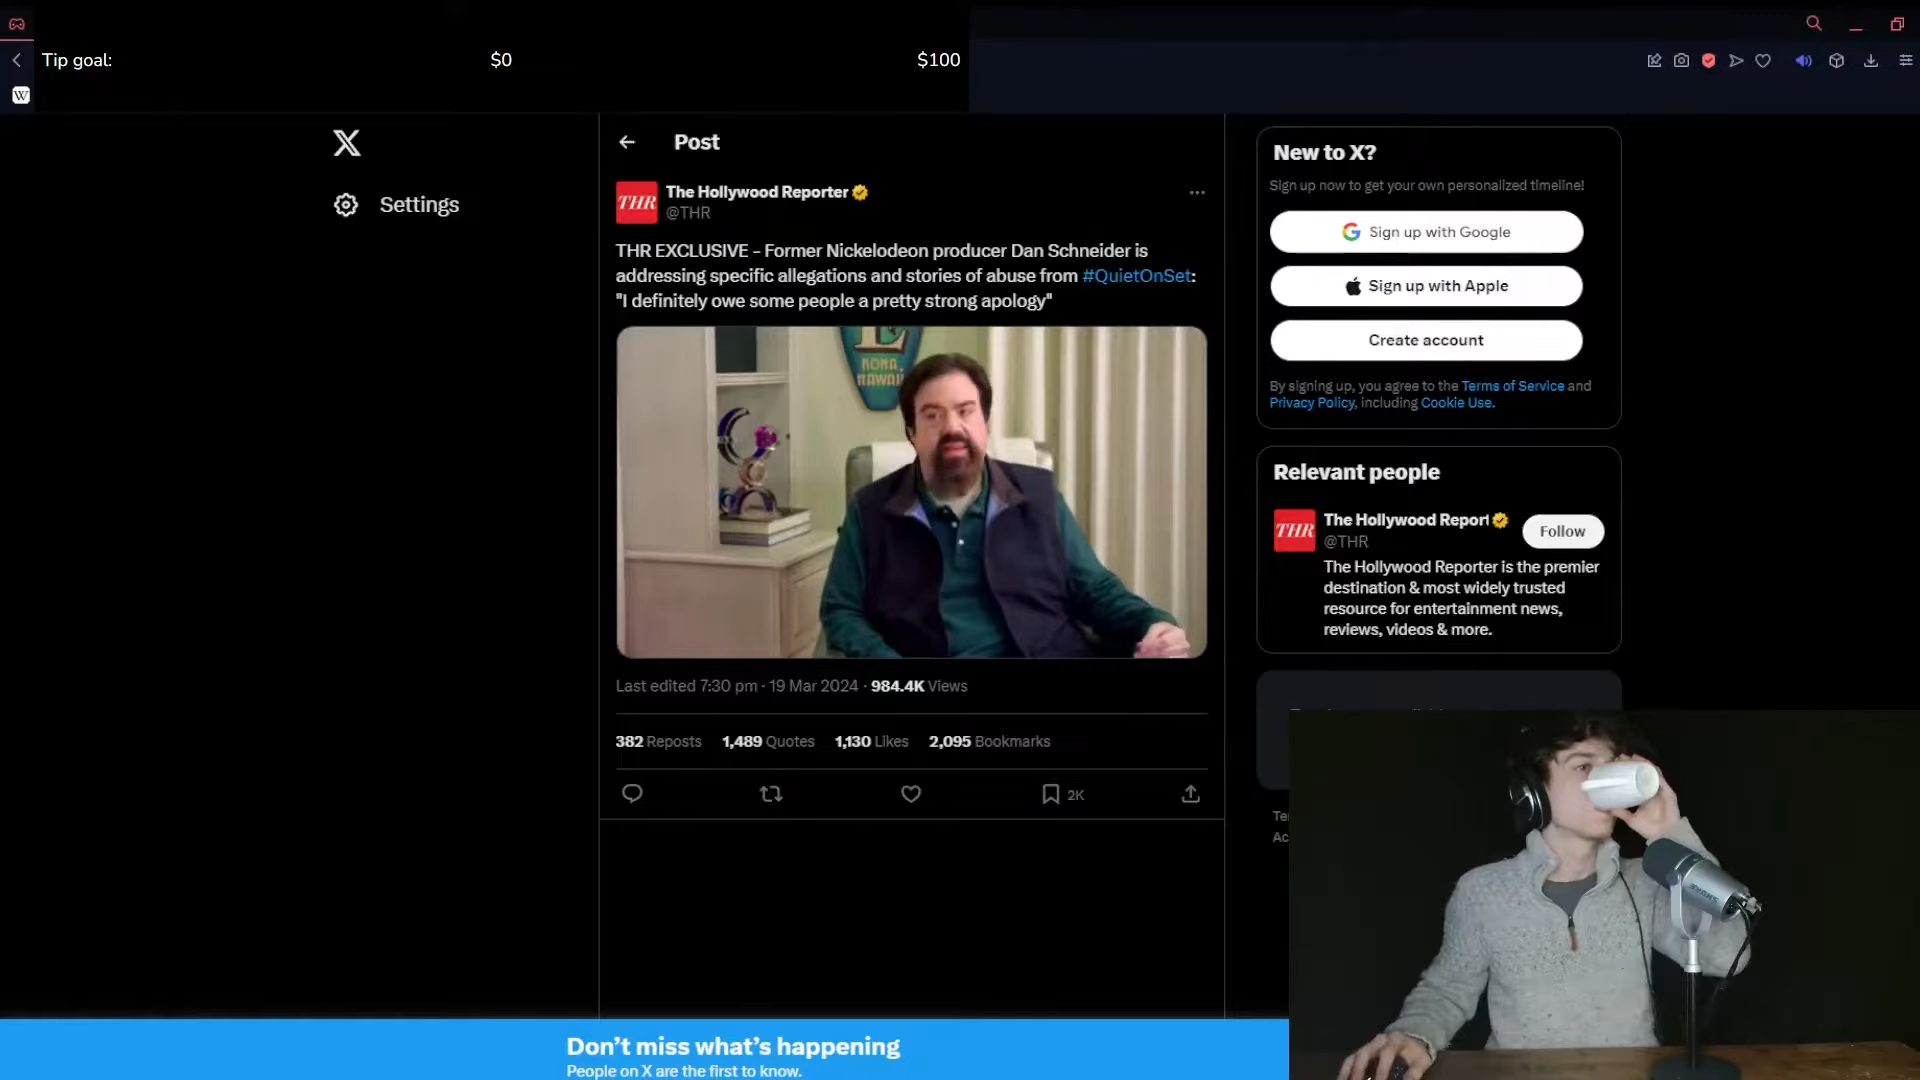 Tip goal:
$0
$100
W
Post
Settings
THR
The Hollywood Reporter
@THR
THR EXCLUSIVE - Former Nickelodeon producer Dan Schneider is
addressing specific allegations and stories of abuse from #QuietOnSet:
"I definitely owe some people a pretty strong apology"
KONA,
HAWAII
Last edited 7:30 pm · 19 Mar 2024 · 984.4K Views
382 Reposts 1,489 Quotes 1,130 Likes 2,095 Bookmarks
2K
New to X?
Sign up now to get your own personalized timeline!
Sign up with Google
Sign up with Apple
Create account
By signing up, you agree to the Terms of Service and
Privacy Policy, including Cookie Use.
Relevant people
THR
The Hollywood Report
@THR
Follow
The Hollywood Reporter is the premier
destination & most widely trusted
resource for entertainment news,
reviews, videos & more.
Te
Ac
Don't miss what's happening
People on X are the first to know.